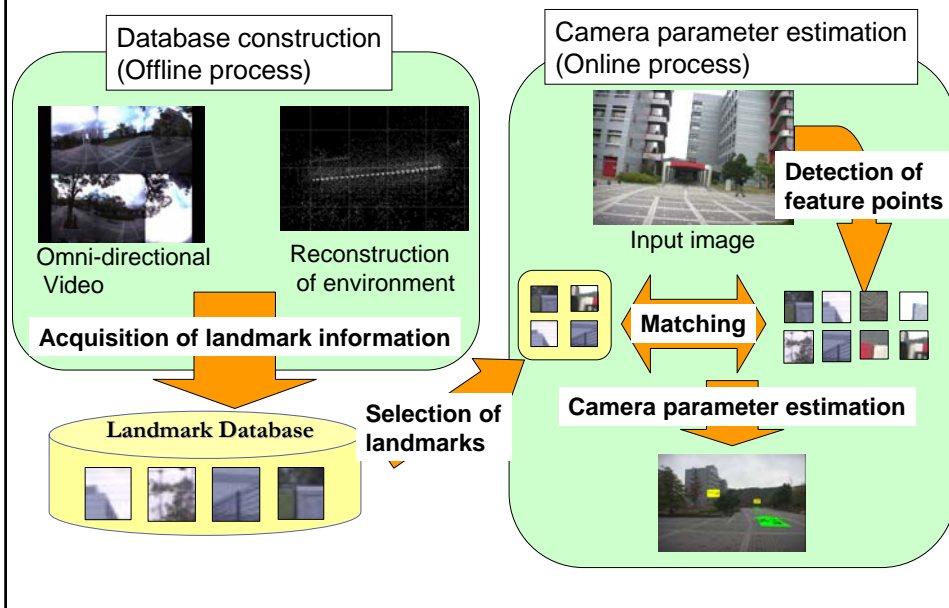 Database construction
(Offline process)
Omni-directional
Video
Reconstruction
of environment
Acquisition of landmark information
Landmark Database
Selection of
landmarks
Camera parameter estimation
(Online process)
Input image
Detection of
feature points
Matching
Camera parameter estimation